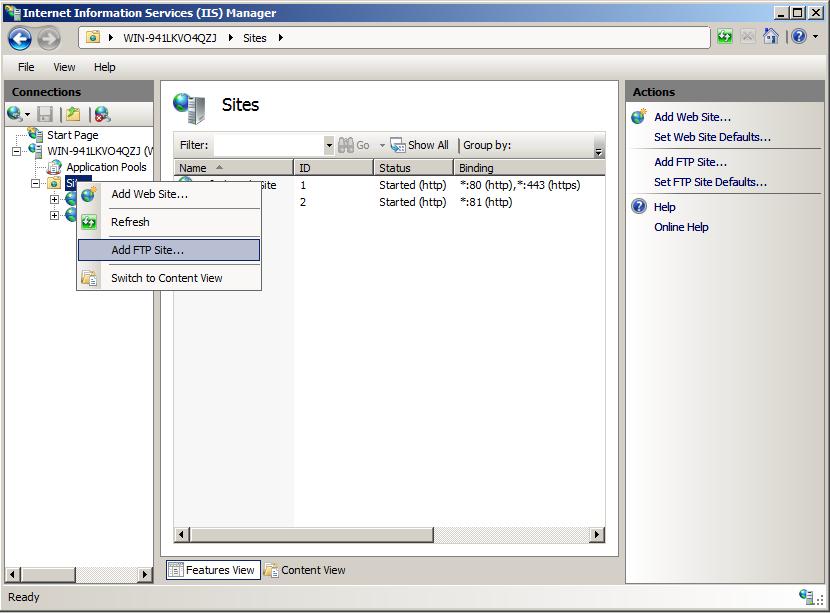 Internet Information Services (IIS) Manager
WIN-941LKVO4QZJ Sites
File View Help
Connections
Start Page
WIN-941LKVO4QZJ
Application Pools
Add Web Site...
Refresh
Add FTP Site...
Switch to Content View
Sites
Filter: Go Show All Group by:
Name ID Status Binding
1 Started (http) *:80 (http),*:443 (https)
2 Started (http) *:81 (http)
Features View Content View
Actions
Add Web Site...
Set Web Site Defaults...
Add FTP Site...
Set FTP Site Defaults...
Help
Online Help
Ready